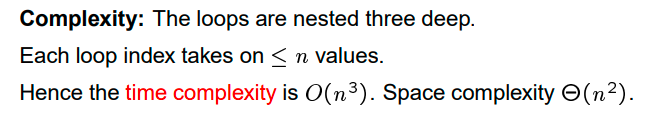 Complexity: The loops are nested three deep.
Each loop index takes on ≤ n values.
Hence the time complexity is O(n³). Space complexity Θ(n²).